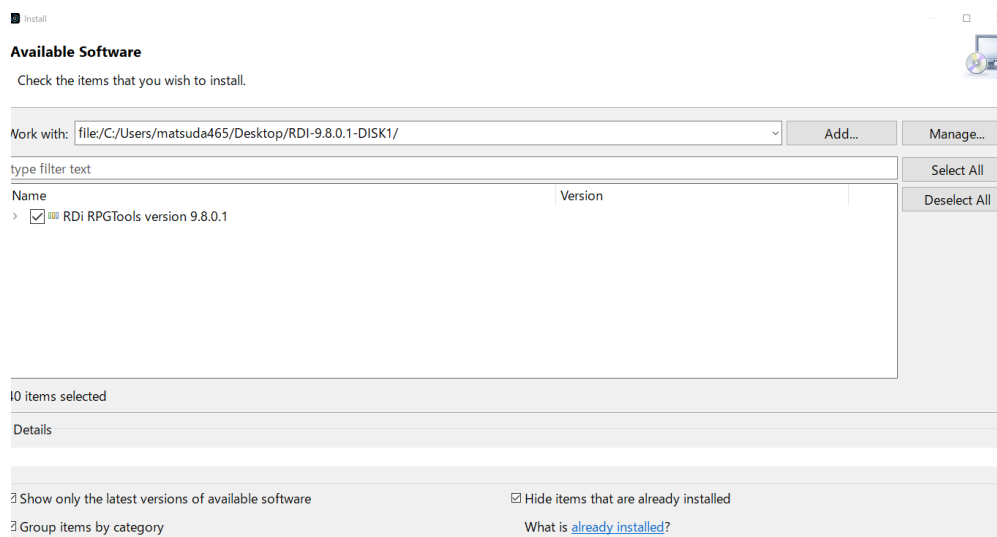 Install
Available Software
Check the items that you wish to install.
Work with: file:/C:/Users/matsuda465/Desktop/RDI-9.8.0.1-DISK1/ Add... Manage...
type filter text Select All
Name Version Deselect All
RDi RPGTools version 9.8.0.1
40 items selected
Details
Show only the latest versions of available software Hide items that are already installed
Group items by category What is already installed?